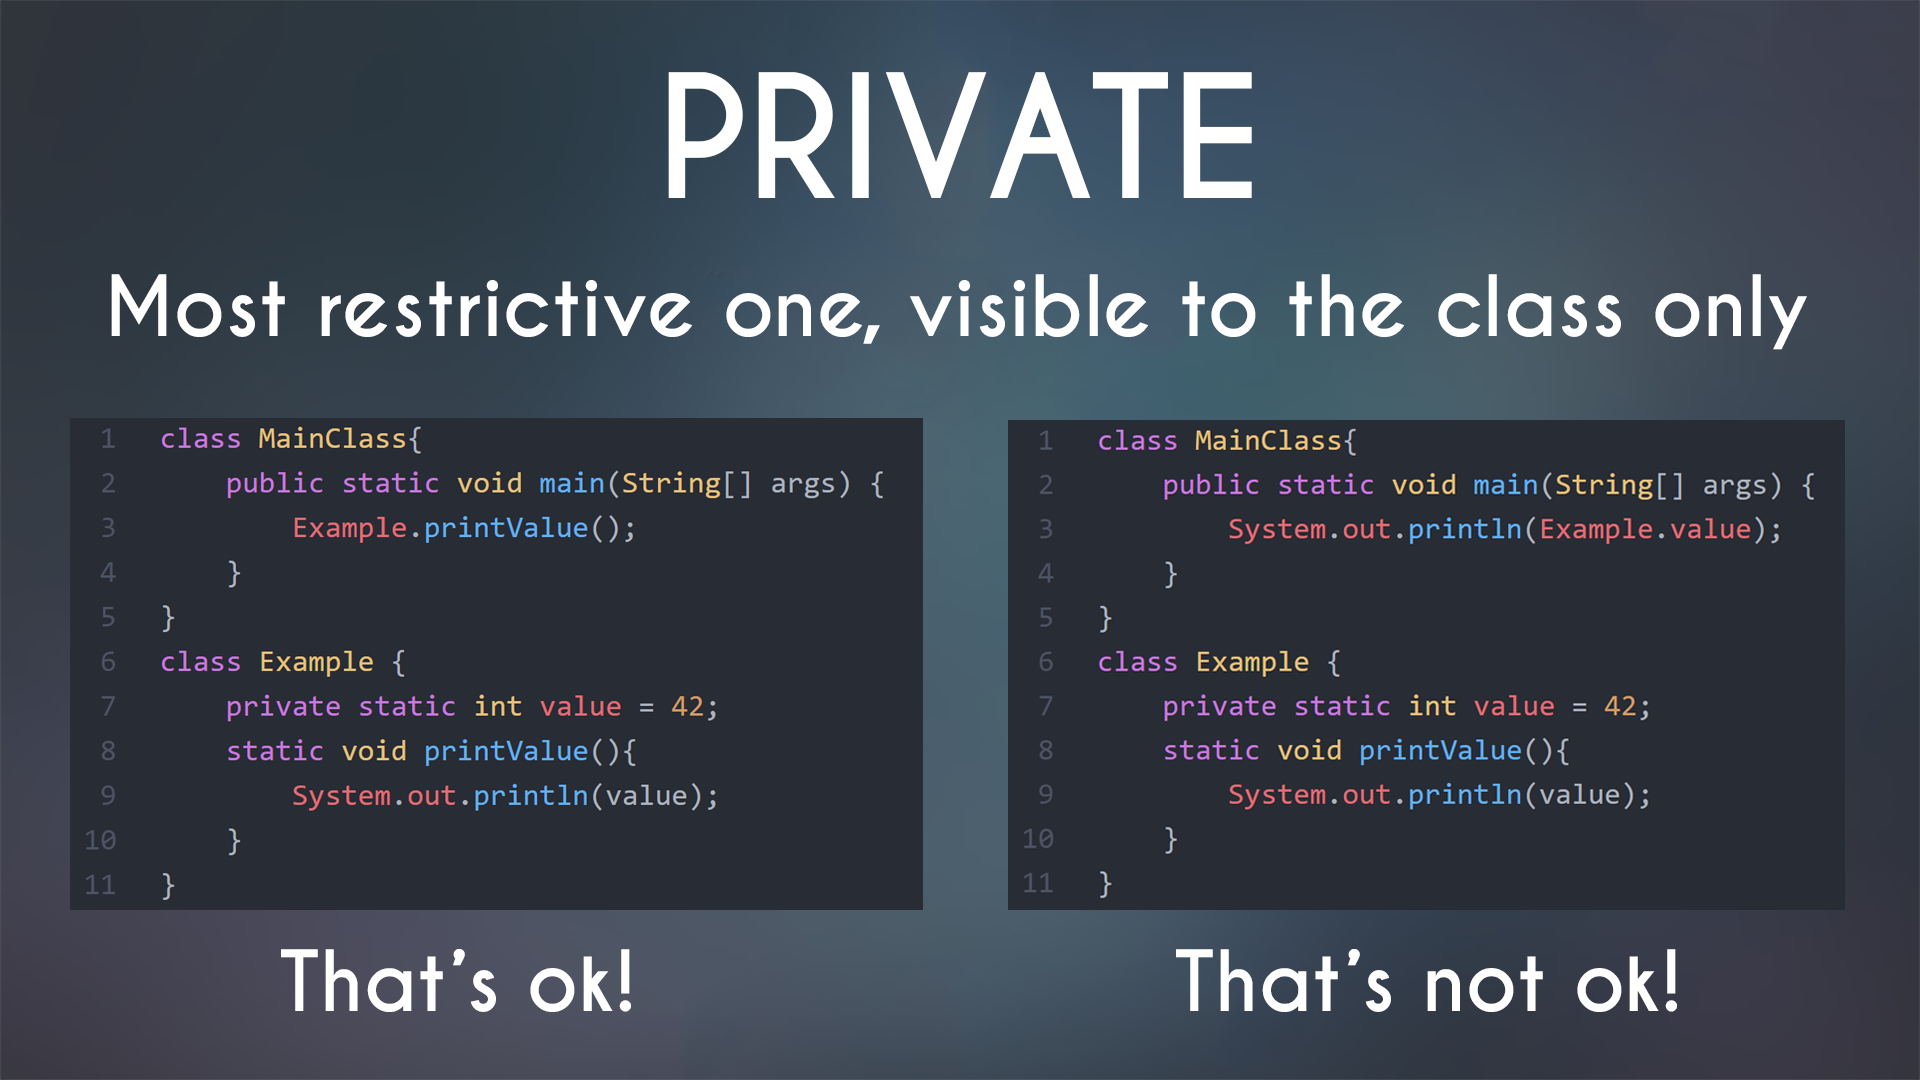 PRIVATE
Most restrictive one, visible to the class only
1 class MainClass{
2 public static void main(String[] args) {
3 Example.printValue();
4 }
5 }
6 class Example {
7 private static int value = 42;
8 static void printValue(){
9 System.out.println(value);
10 }
11 }
That's ok!
1 class MainClass{
2 public static void main(String[] args) {
3 System.out.println(Example.value);
4 }
5 }
6 class Example {
7 private static int value = 42;
8 static void printValue(){
9 System.out.println(value);
10 }
11 }
That's not ok!